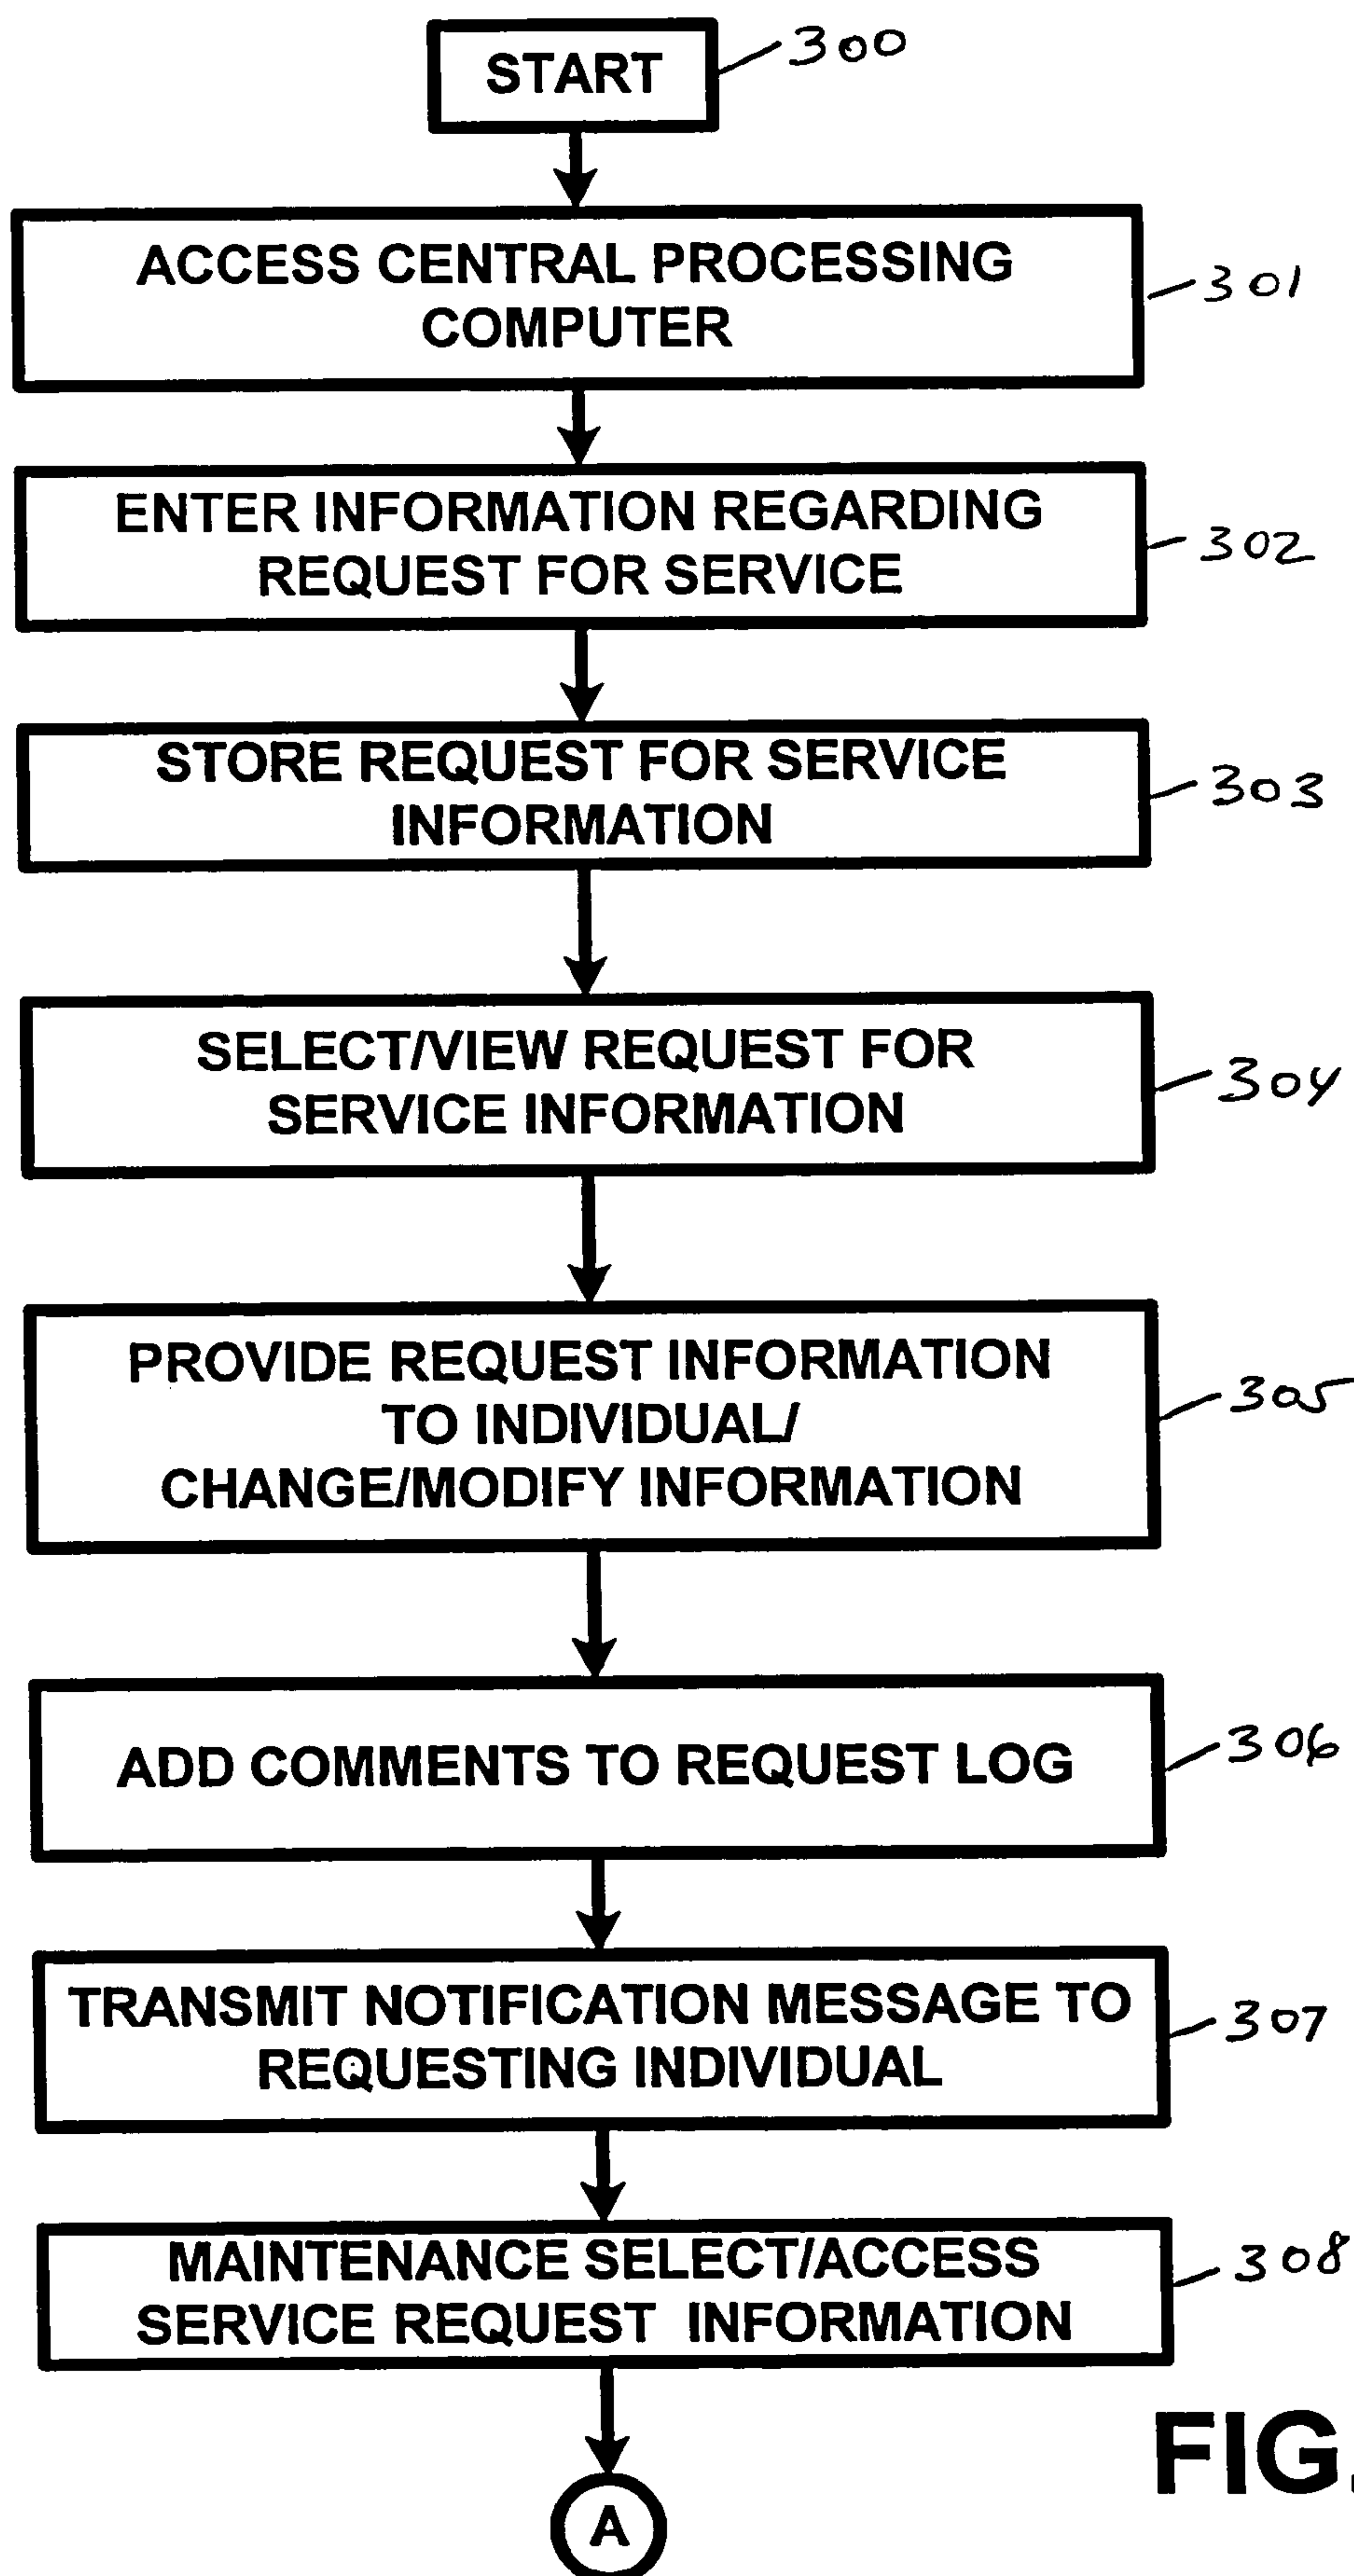 START
300
ACCESS CENTRAL PROCESSING
COMPUTER
301
ENTER INFORMATION REGARDING
REQUEST FOR SERVICE
302
STORE REQUEST FOR SERVICE
INFORMATION
303
SELECT/VIEW REQUEST FOR
SERVICE INFORMATION
304
PROVIDE REQUEST INFORMATION
TO INDIVIDUAL/
CHANGE/MODIFY INFORMATION
305
ADD COMMENTS TO REQUEST LOG
306
TRANSMIT NOTIFICATION MESSAGE TO
REQUESTING INDIVIDUAL
307
MAINTENANCE SELECT/ACCESS
SERVICE REQUEST INFORMATION
308
A
FIG.